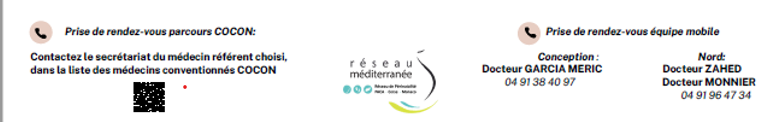 Prise de rendez-vous parcours COCON:
Contactez le secrétariat du médecin référent choisi,
dans la liste des médecins conventionnés COCON
réseau
méditerranée
Réseau de Périnatalité
PACA Corse Monaco
Prise de rendez-vous équipe mobile
Conception :
Docteur GARCIA MERIC
04 91 38 40 97
Nord:
Docteur ZAHED
Docteur MONNIER
04 91 96 47 34